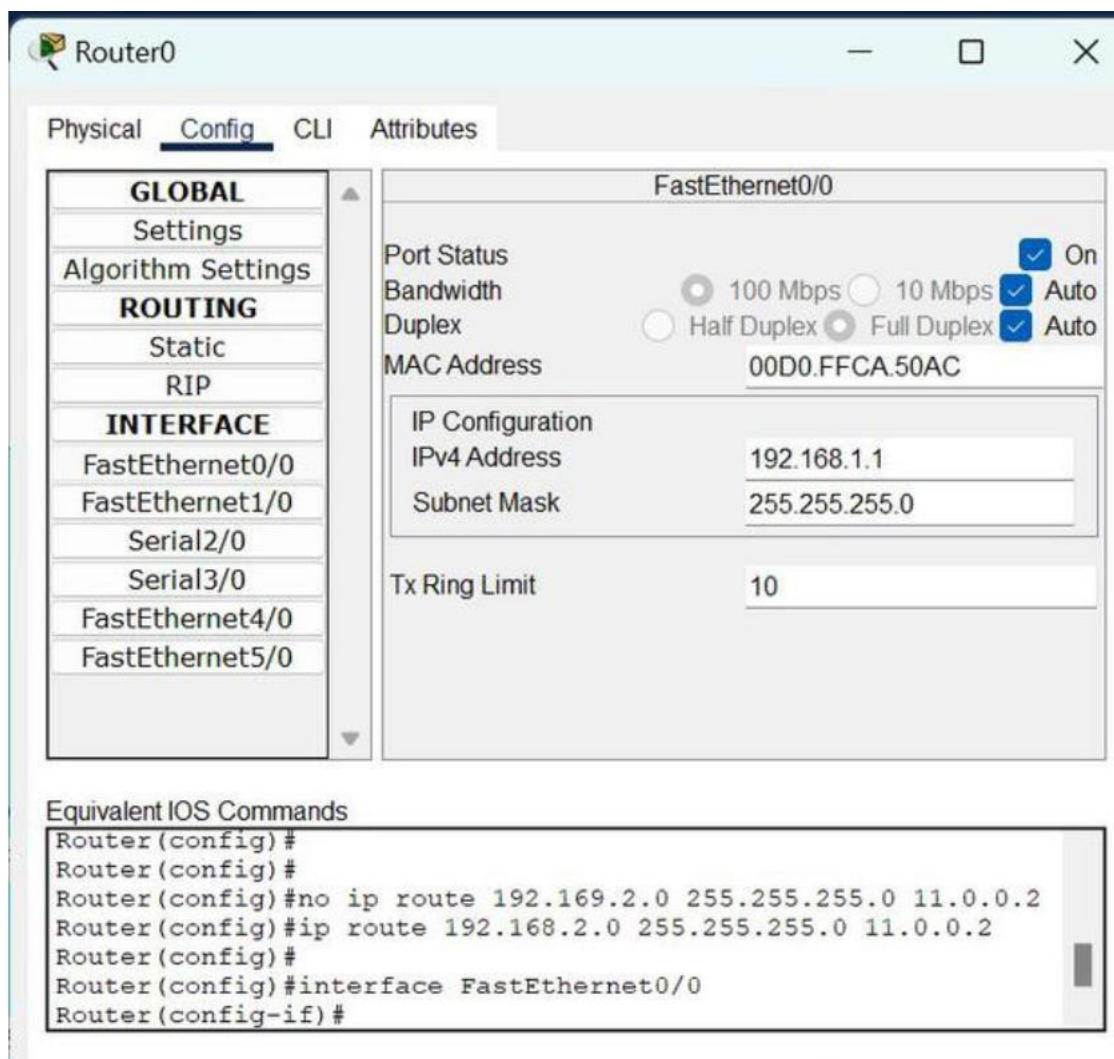 Router0
Physical Config CLI Attributes
GLOBAL
Settings
Algorithm Settings
ROUTING
Static
RIP
INTERFACE
FastEthernet0/0
FastEthernet1/0
Serial2/0
Serial3/0
FastEthernet4/0
FastEthernet5/0
FastEthernet0/0
Port Status On
Bandwidth 100 Mbps 10 Mbps Auto
Duplex Half Duplex Full Duplex Auto
MAC Address 00D0.FFCA.50AC
IP Configuration
IPv4 Address 192.168.1.1
Subnet Mask 255.255.255.0
Tx Ring Limit 10
Equivalent IOS Commands
Router(config)#
Router(config)#
Router(config)#no ip route 192.169.2.0 255.255.255.0 11.0.0.2
Router(config)#ip route 192.168.2.0 255.255.255.0 11.0.0.2
Router(config)#
Router(config)#interface FastEthernet0/0
Router(config-if)#